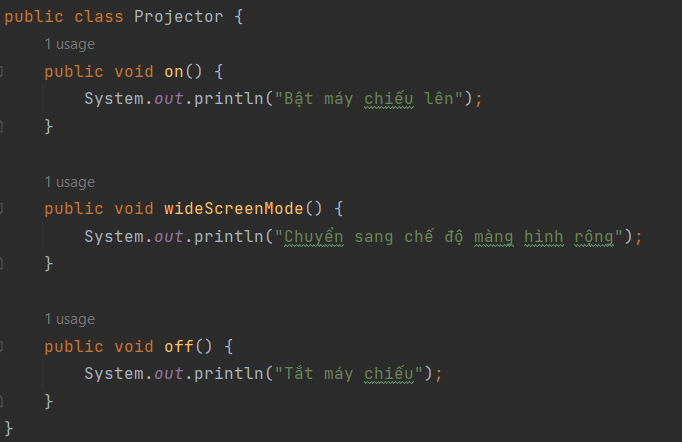 public class Projector {
1 usage
public void on() {
System.out.println("Bật máy chiếu lên");
}
1 usage
public void wideScreenMode() {
System.out.println("Chuyển sang chế độ màng hình rộng");
}
1 usage
public void off() {
System.out.println("Tắt máy chiếu");
}
}